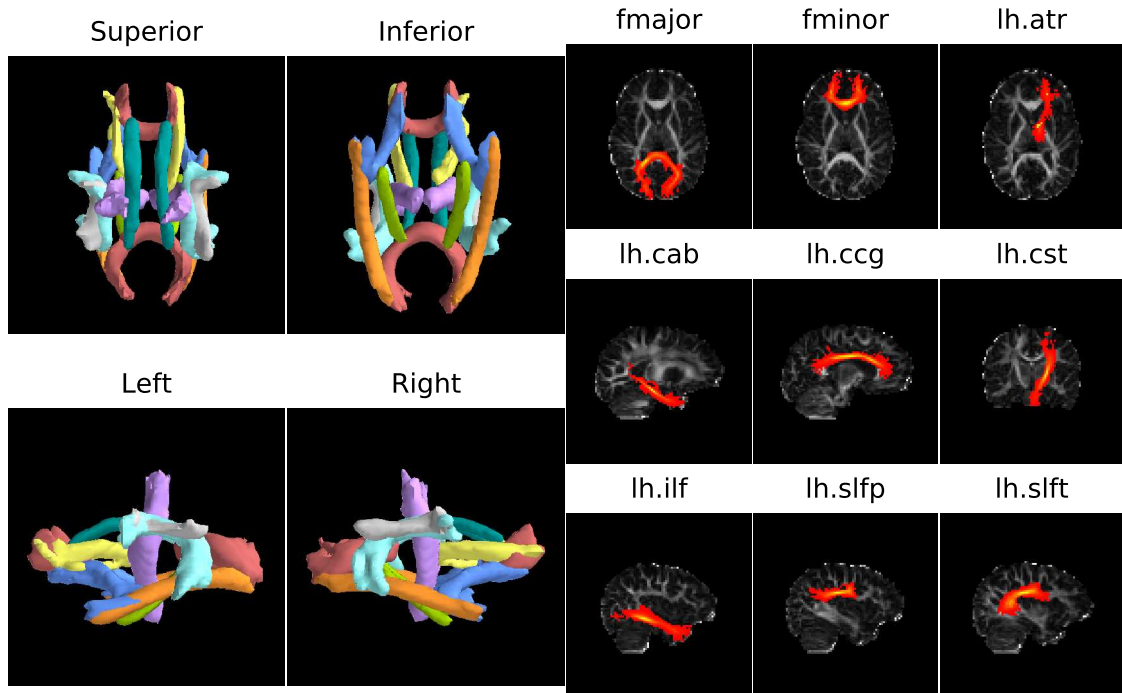 Superior
Inferior
Left
Right
fmajor
fminor
lh.atr
lh.cab
lh.ccg
lh.cst
lh.ilf
lh.slfp
lh.slft